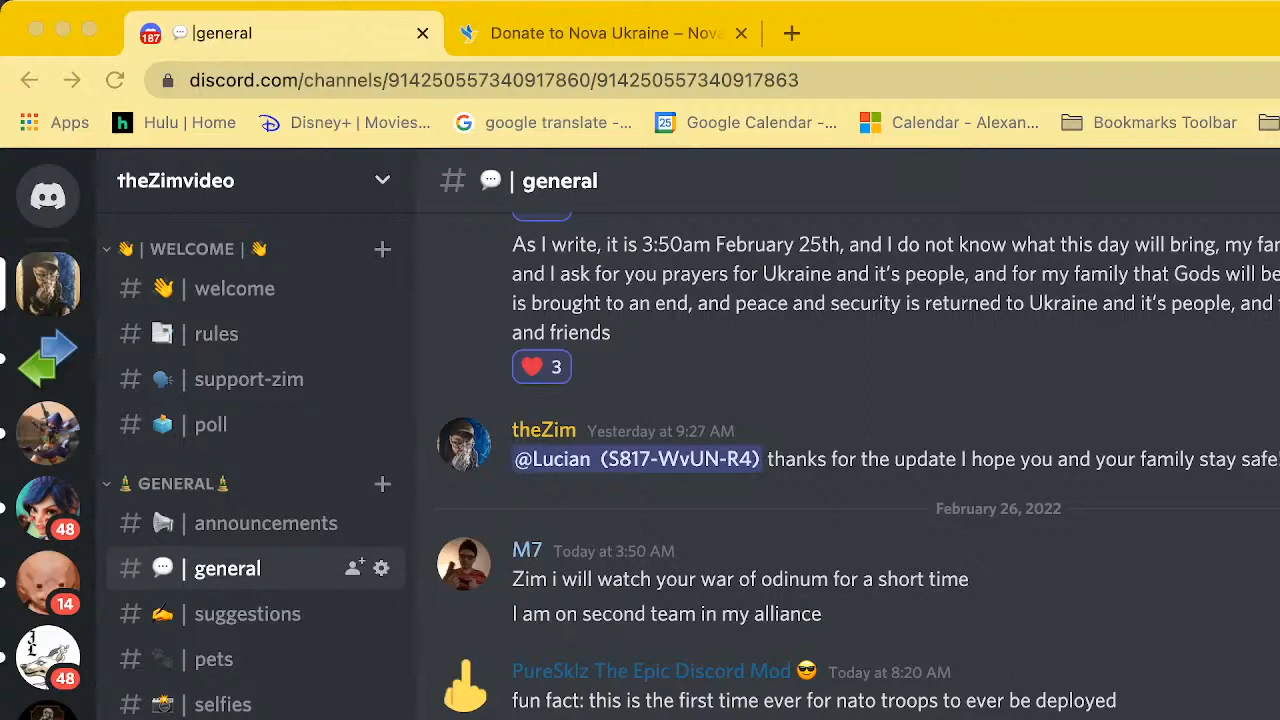 187
|general
Donate to Nova Ukraine – Nova
discord.com/channels/914250557340917860/914250557340917863
Apps
h
Hulu | Home
Disney+ | Movies...
G
google translate -...
25
Google Calendar -...
Calendar - Alexan...
Bookmarks Toolbar
theZimvideo
# | general
| WELCOME |
# | welcome
# | rules
# | support-zim
# | poll
GENERAL
# | announcements
# | general
# | suggestions
# | pets
# | selfies
48
14
48
As I write, it is 3:50am February 25th, and I do not know what this day will bring, my
and I ask for you prayers for Ukraine and it's people, and for my family that Gods will
is brought to an end, and peace and security is returned to Ukraine and it's people, and
and friends
❤️ 3
theZim Yesterday at 9:27 AM
@Lucian (S817-WvUN-R4) thanks for the update I hope you and your family stay safe
February 26, 2022
M7 Today at 3:50 AM
Zim i will watch your war of odinum for a short time
I am on second team in my alliance
PureSklz The Epic Discord Mod 😎 Today at 8:20 AM
fun fact: this is the first time ever for nato troops to ever be deployed